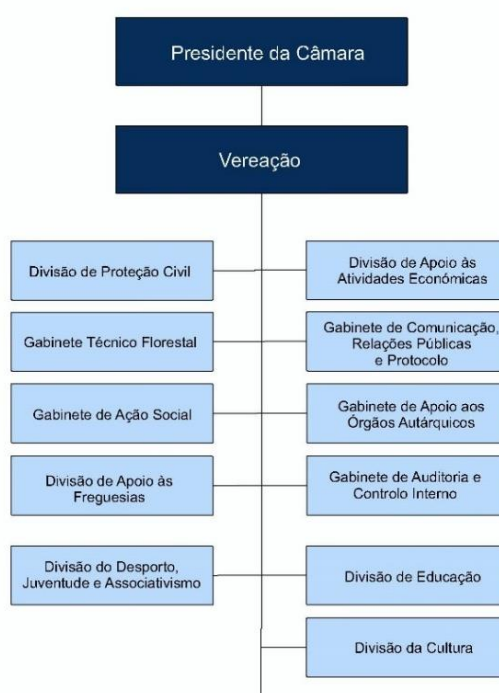 Presidente da Câmara
Vereação
Divisão de Proteção Civil
Divisão de Apoio às
Atividades Económicas
Gabinete Técnico Florestal
Gabinete de Comunicação,
Relações Públicas
e Protocolo
Gabinete de Ação Social
Gabinete de Apoio aos
Órgãos Autárquicos
Divisão de Apoio às
Freguesias
Gabinete de Auditoria e
Controlo Interno
Divisão do Desporto,
Juventude e Associativismo
Divisão de Educação
Divisão da Cultura